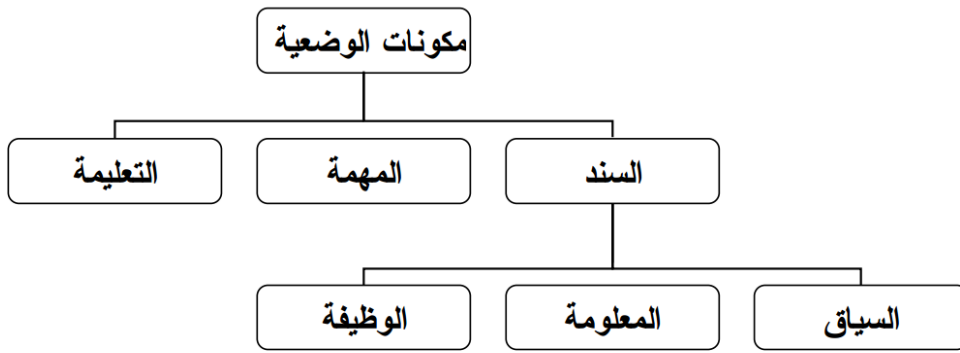 مكونات الوضعية
السند
المهمة
التعليمة
السياق
المعلومة
الوظيفة